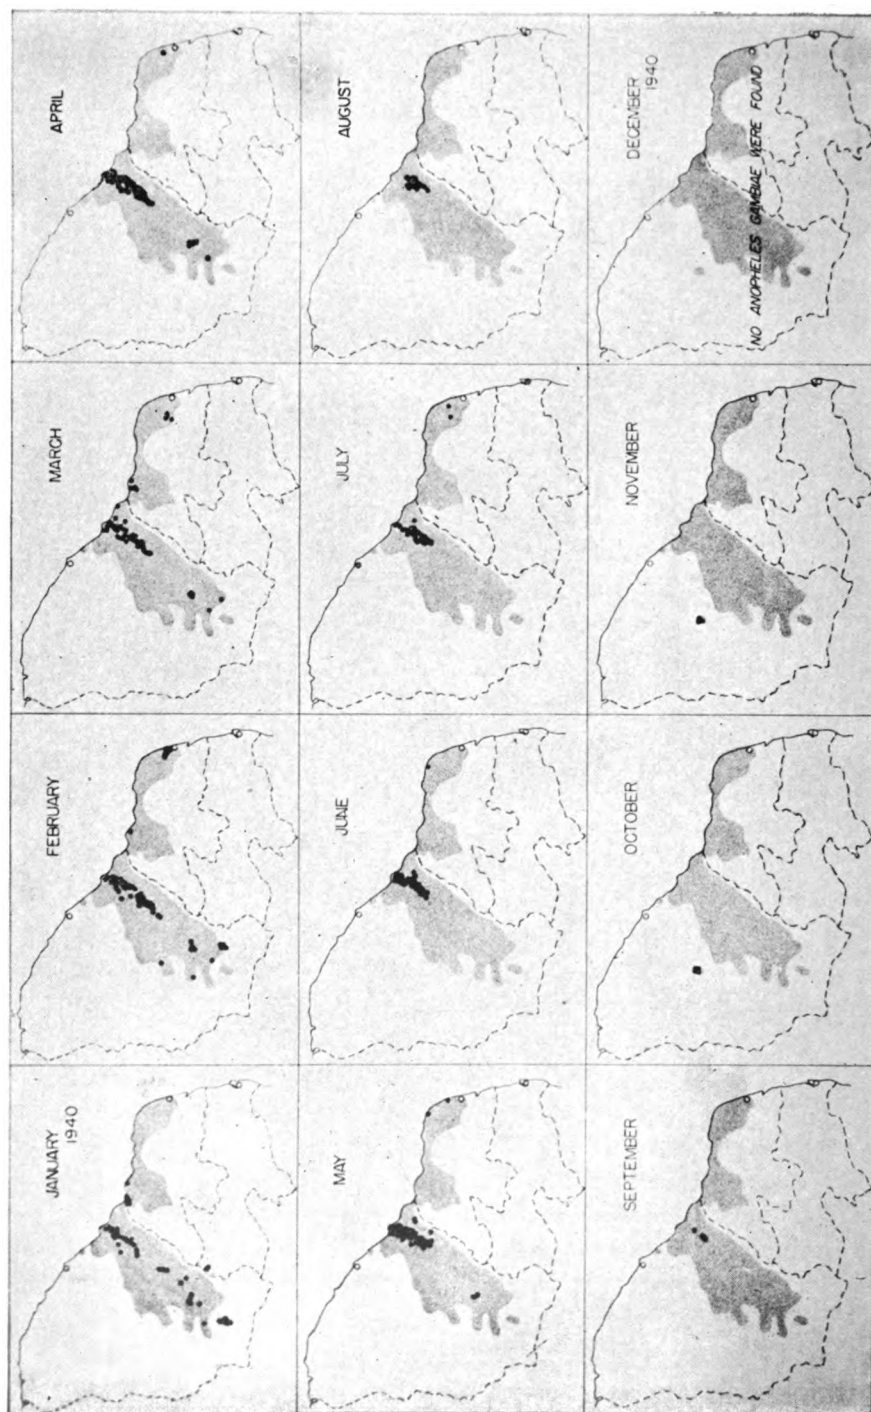 JANUARY
1940
FEBRUARY
MARCH
APRIL
MAY
JUNE
JULY
AUGUST
SEPTEMBER
OCTOBER
NOVEMBER
DECEMBER
1940
NO ANOPHELES GAMBIAE WERE FOUND